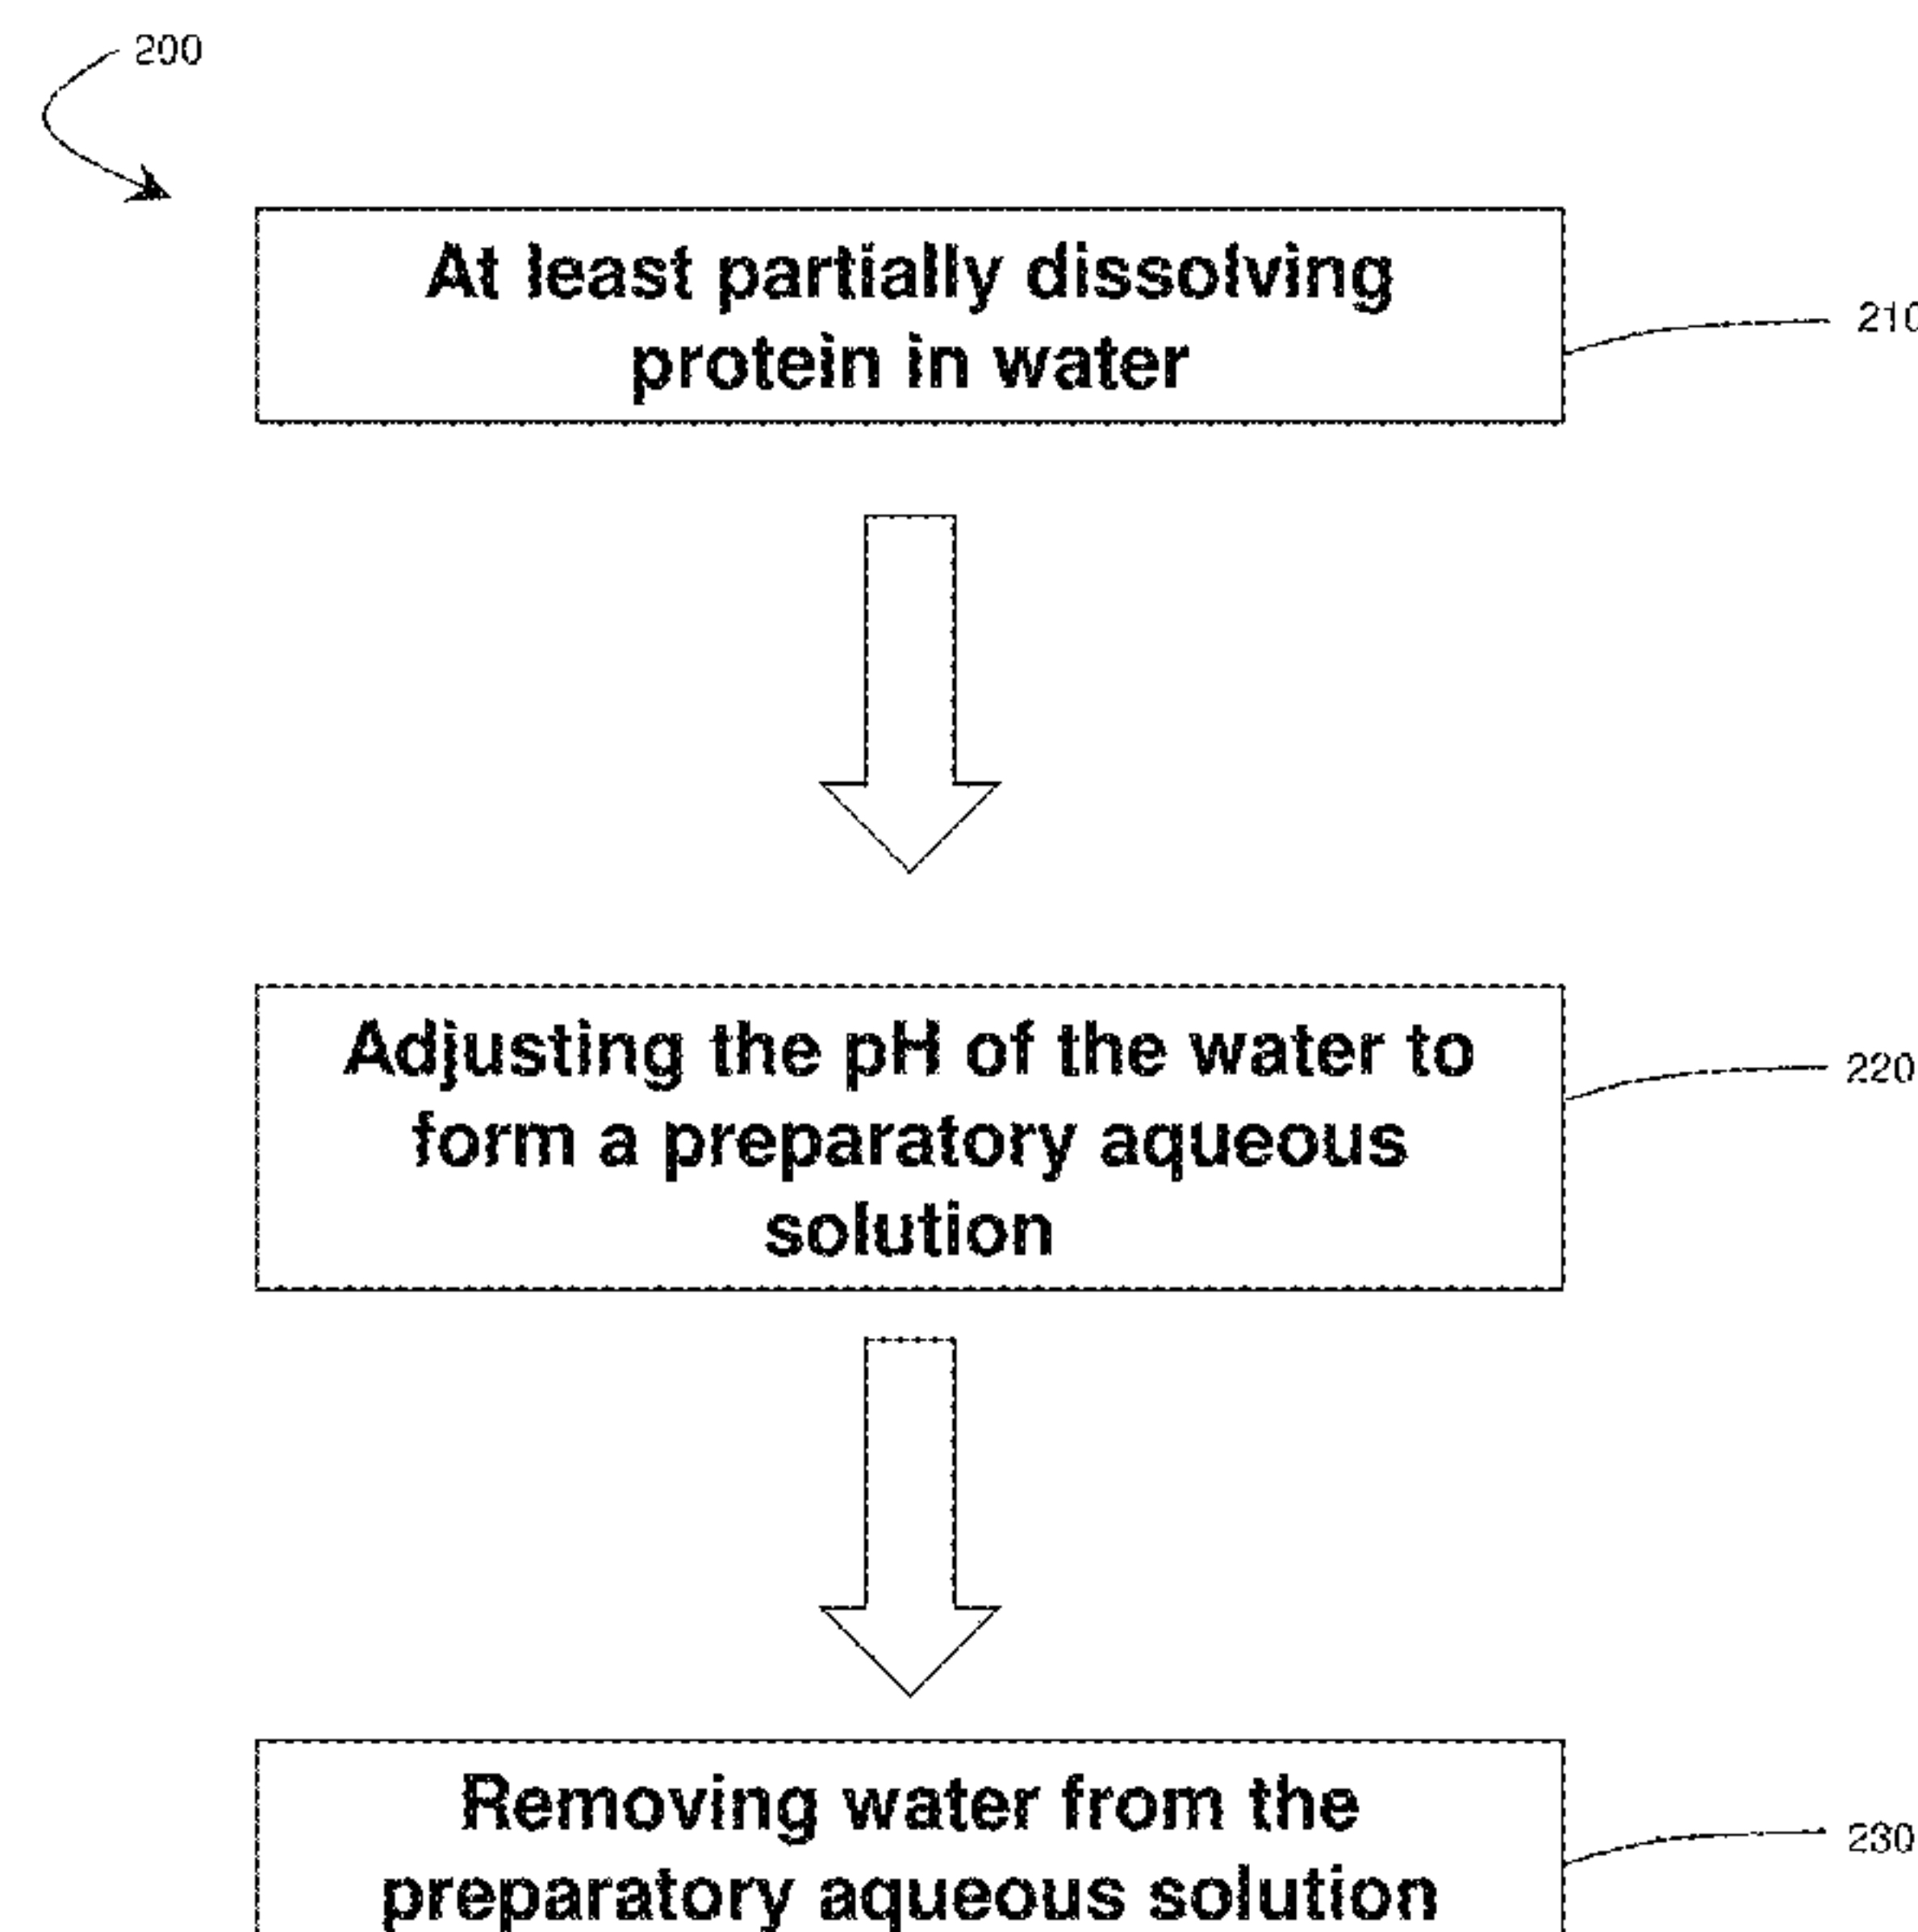 200
At least partially dissolving
protein in water
210
Adjusting the pH of the water to
form a preparatory aqueous
solution
220
Removing water from the
preparatory aqueous solution
230